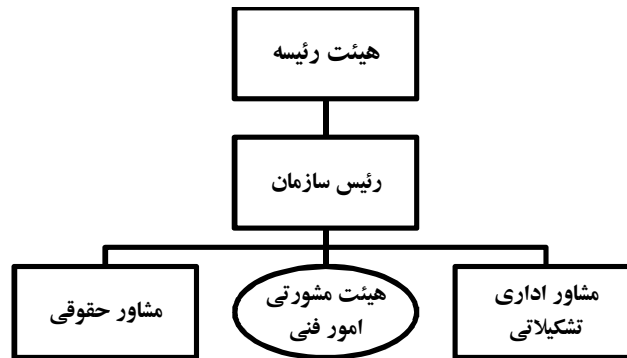 هیئت رئیسه
رئیس سازمان
مشاور اداری
تشکیلاتی
هیئت مشورتی
امور فنی
مشاور حقوقی